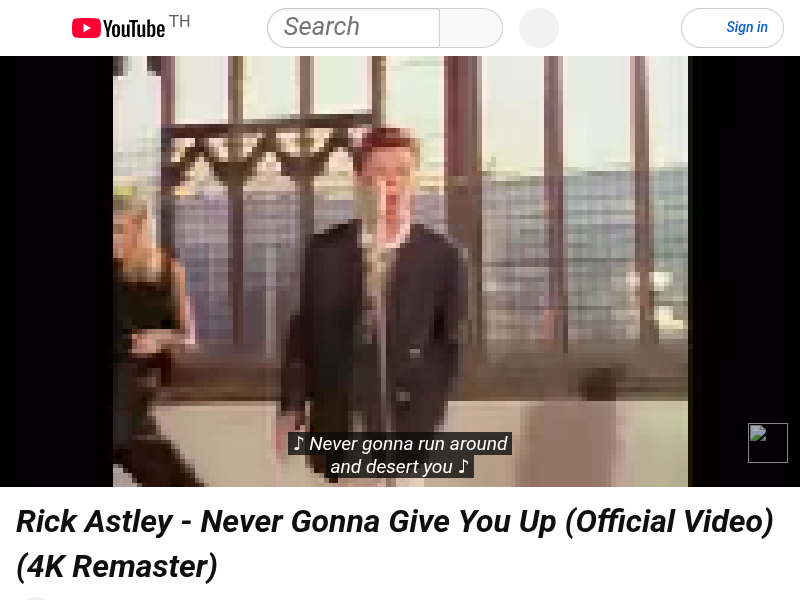 YouTube TH
Search
Sign in
♪ Never gonna run around
and desert you ♪
Rick Astley - Never Gonna Give You Up (Official Video)
(4K Remaster)